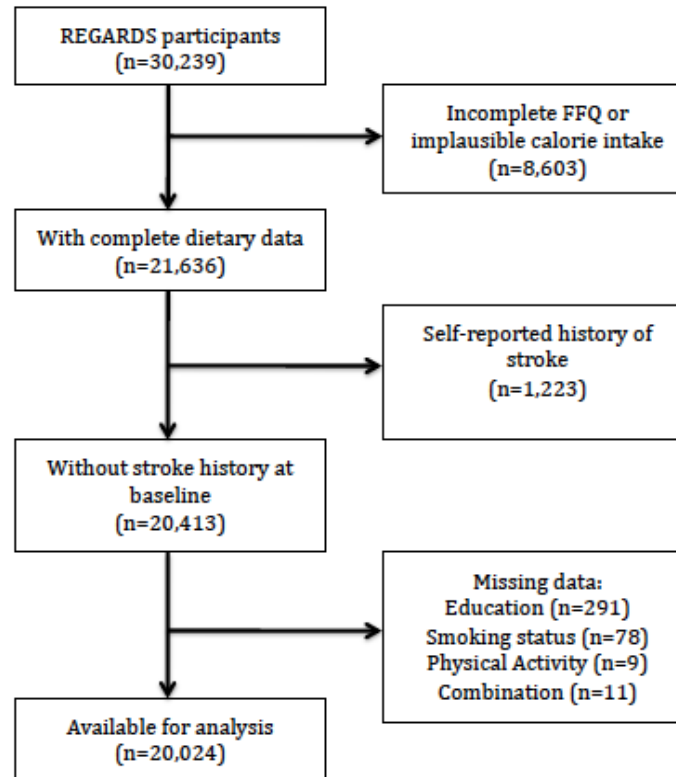 REGARDS participants
(n=30,239)
Incomplete FFQ or
implausible calorie intake
(n=8,603)
With complete dietary data
(n=21,636)
Self-reported history of
stroke
(n=1,223)
Without stroke history at
baseline
(n=20,413)
Missing data:
Education (n=291)
Smoking status (n=78)
Physical Activity (n=9)
Combination (n=11)
Available for analysis
(n=20,024)